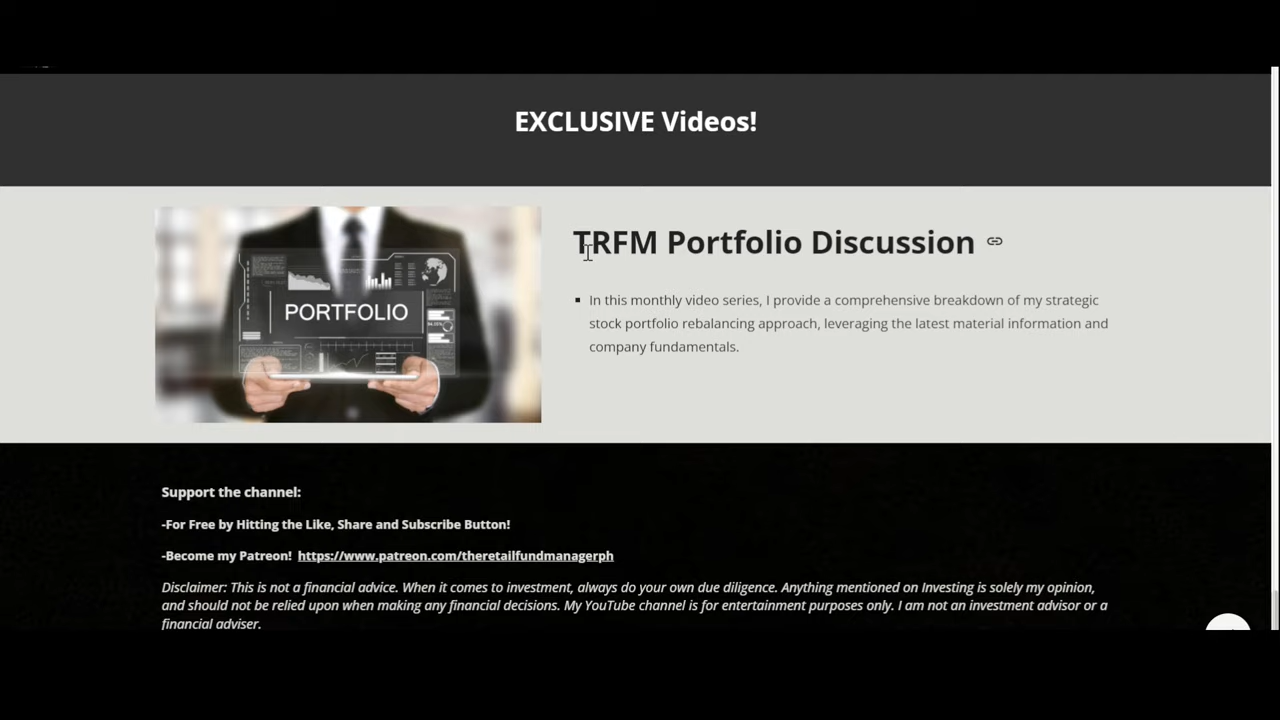 EXCLUSIVE Videos!
PORTFOLIO
TRFM Portfolio Discussion
▪ In this monthly video series, I provide a comprehensive breakdown of my strategic
stock portfolio rebalancing approach, leveraging the latest material information and
company fundamentals.
Support the channel:
-For Free by Hitting the Like, Share and Subscribe Button!
-Become my Patreon! https://www.patreon.com/theretailfundmanagerph
Disclaimer: This is not a financial advice. When it comes to investment, always do your own due diligence. Anything mentioned on Investing is solely my opinion,
and should not be relied upon when making any financial decisions. My YouTube channel is for entertainment purposes only. I am not an investment advisor or a
financial adviser.